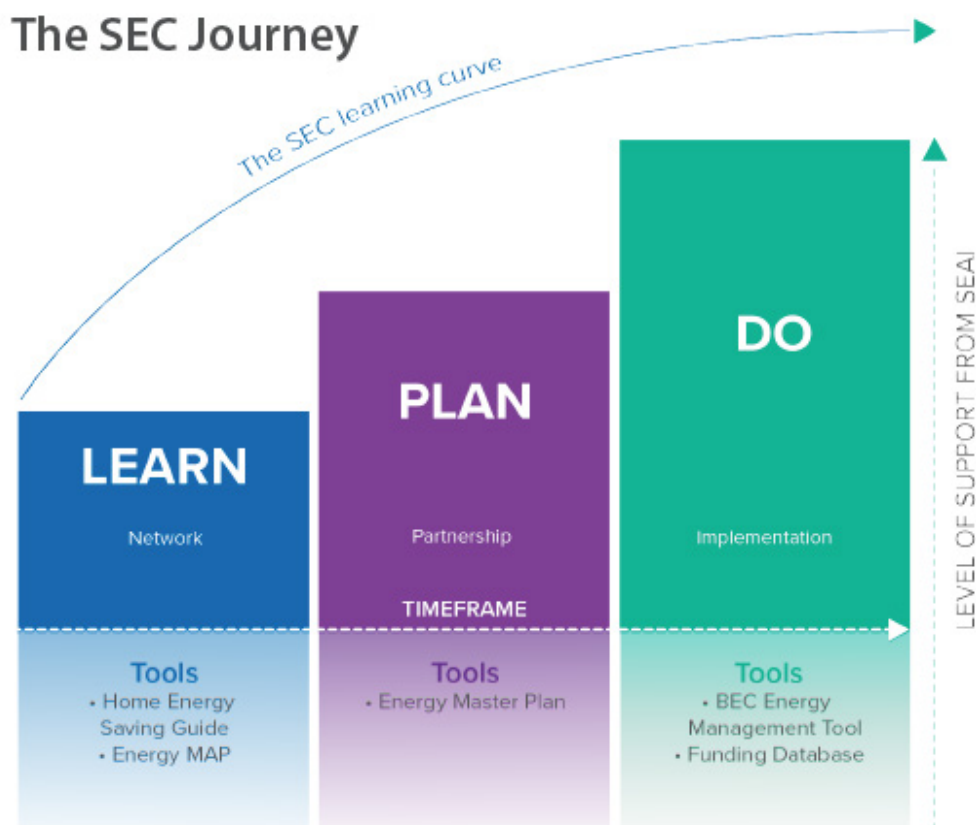 The SEC Journey
The SEC learning curve
LEARN
Network
PLAN
Partnership
DO
Implementation
TIMEFRAME
LEVEL OF SUPPORT FROM SEAI
Tools
• Home Energy
Saving Guide
• Energy MAP
Tools
• Energy Master Plan
Tools
• BEC Energy
Management Tool
• Funding Database